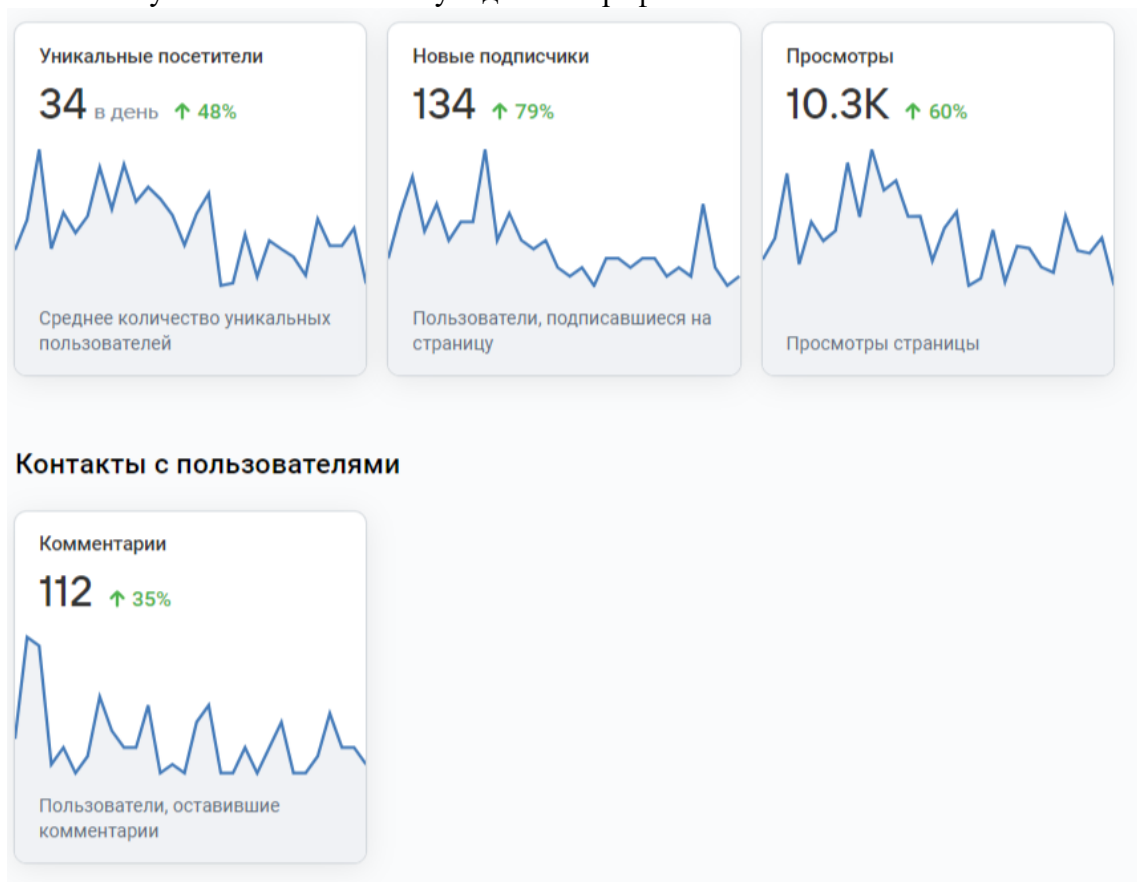 Уникальные посетители
34 в день ↑ 48%
Среднее количество уникальных
пользователей
Новые подписчики
134 ↑ 79%
Пользователи, подписавшиеся на
страницу
Просмотры
10.3K ↑ 60%
Просмотры страницы
Контакты с пользователями
Комментарии
112 ↑ 35%
Пользователи, оставившие
комментарии